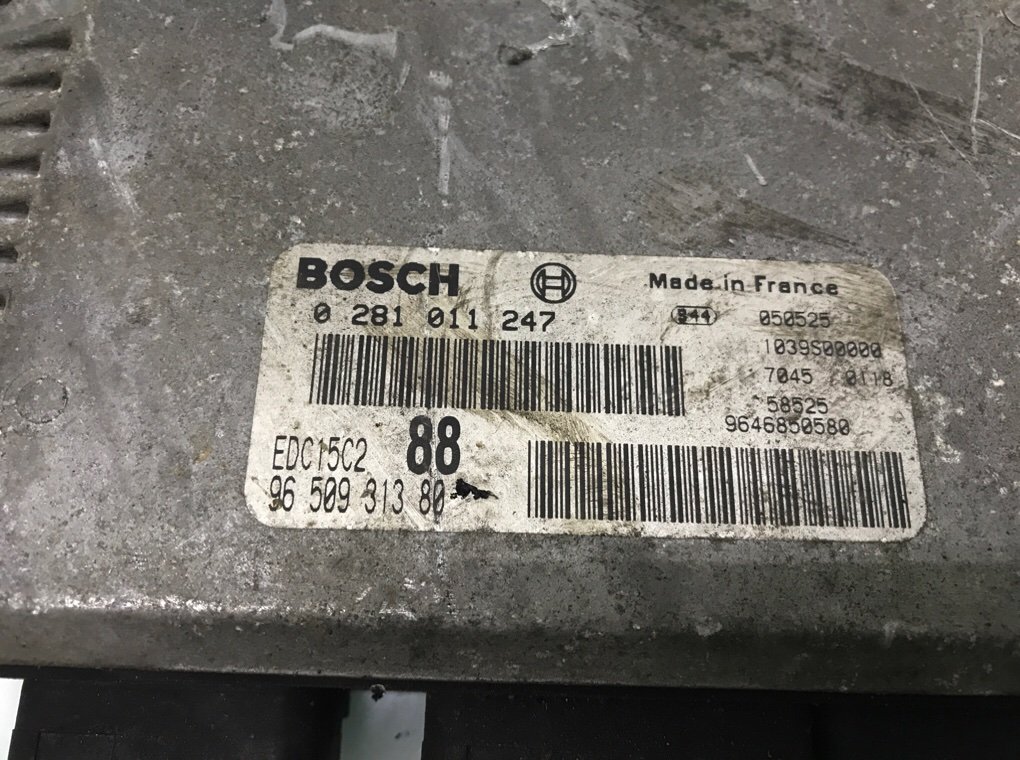 BOSCH
Made in France
0 281 011 247
S44 050525
1039S00000
7045 / 0118
58525
9646850580
EDC15C2 88
96 509 313 80